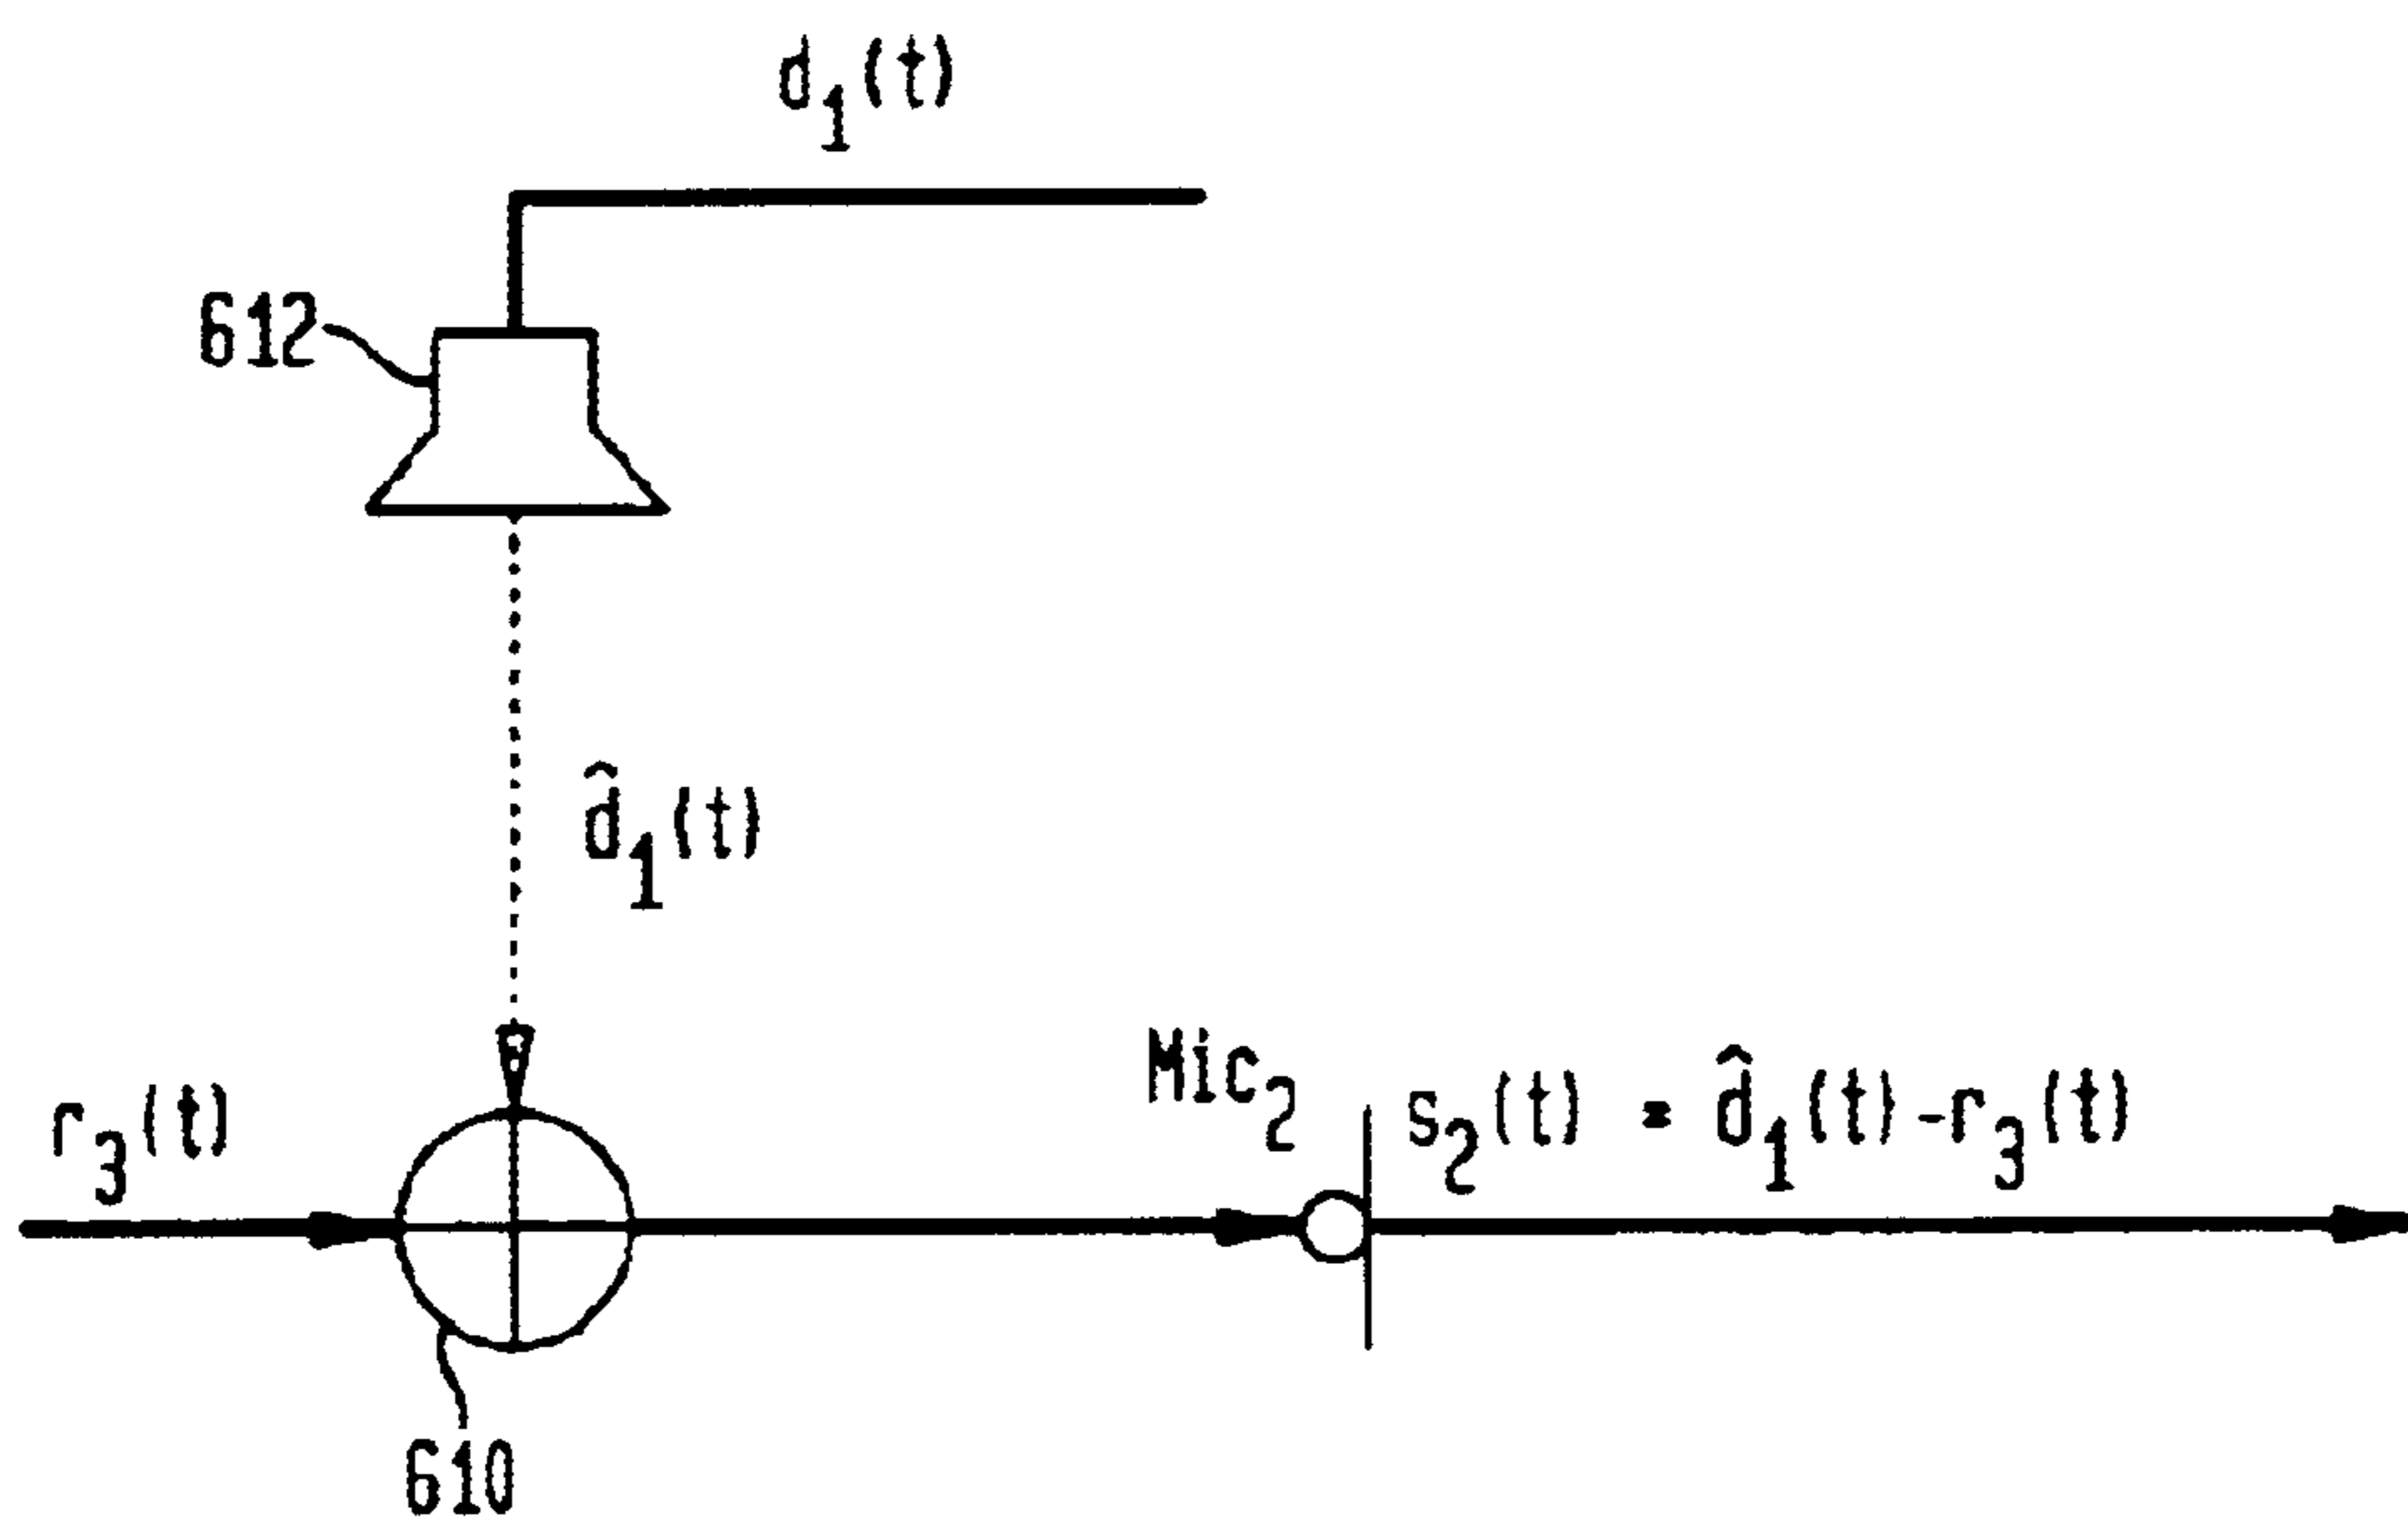 d₁(t)
612
d̂₁(t)
r₃(t)
Mic₂
s₂(t) = d̂₁(t)-r₃(t)
610